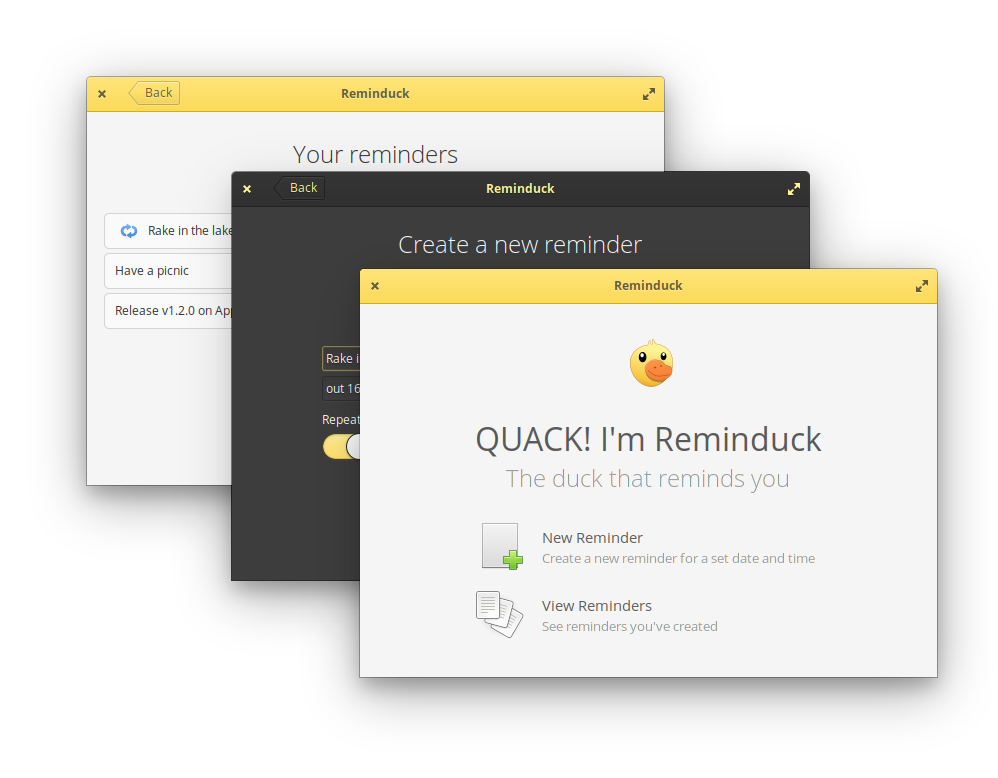 Back
Reminduck
Your reminders
Rake in the lake
Have a picnic
Release v1.2.0 on
Back
Reminduck
Create a new reminder
Rake
out 16
Repeat
Reminduck
QUACK! I'm Reminduck
The duck that reminds you
New Reminder
Create a new reminder for a set date and time
View Reminders
See reminders you've created